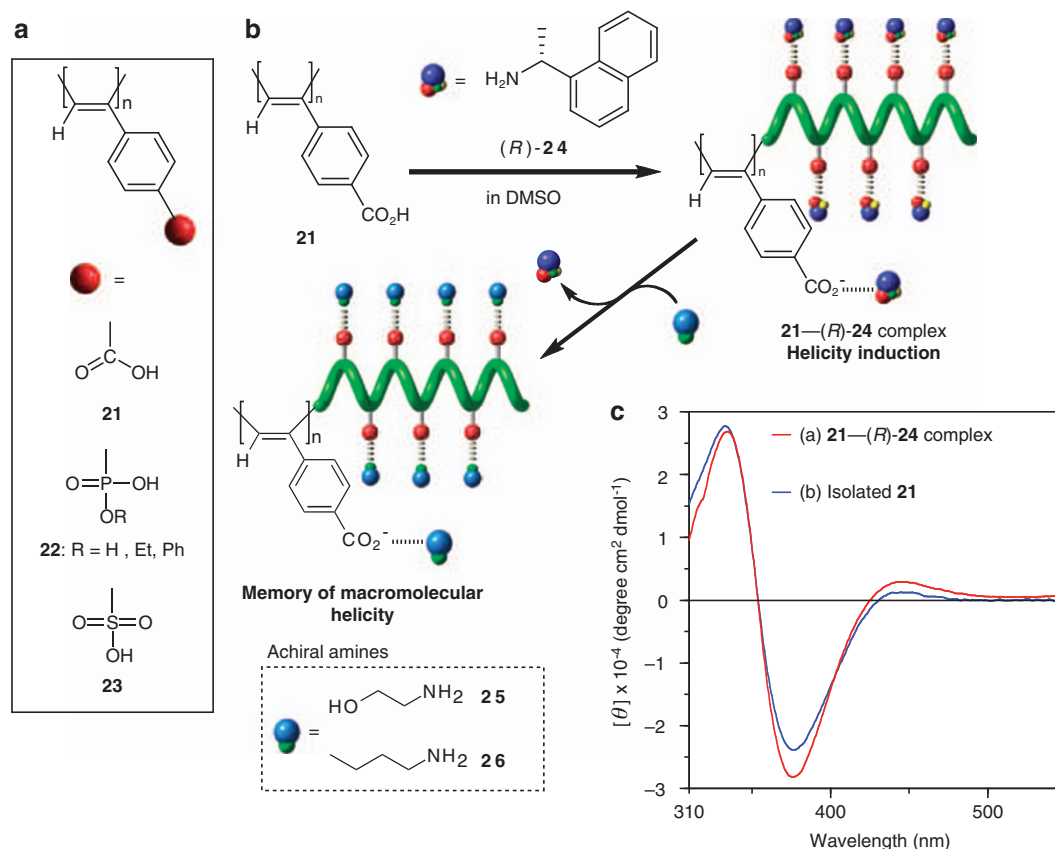 a
n
H
=
C
O
OH
21
O
P
OH
OR
22: R = H , Et, Ph
O
S
O
OH
23
b
n
H
CO2H
21
=
H2N
(R)-24
in DMSO
n
H
CO2- 
21—(R)-24 complex
Helicity induction
n
H
CO2-
Memory of macromolecular
helicity
Achiral amines
=
HO NH2 25
NH2 26
c
3
2
1
0
−1
−2
−3
[θ] x 10-4 (degree cm2 dmol-1)
(a) 21—(R)-24 complex
(b) Isolated 21
310 400 500
Wavelength (nm)